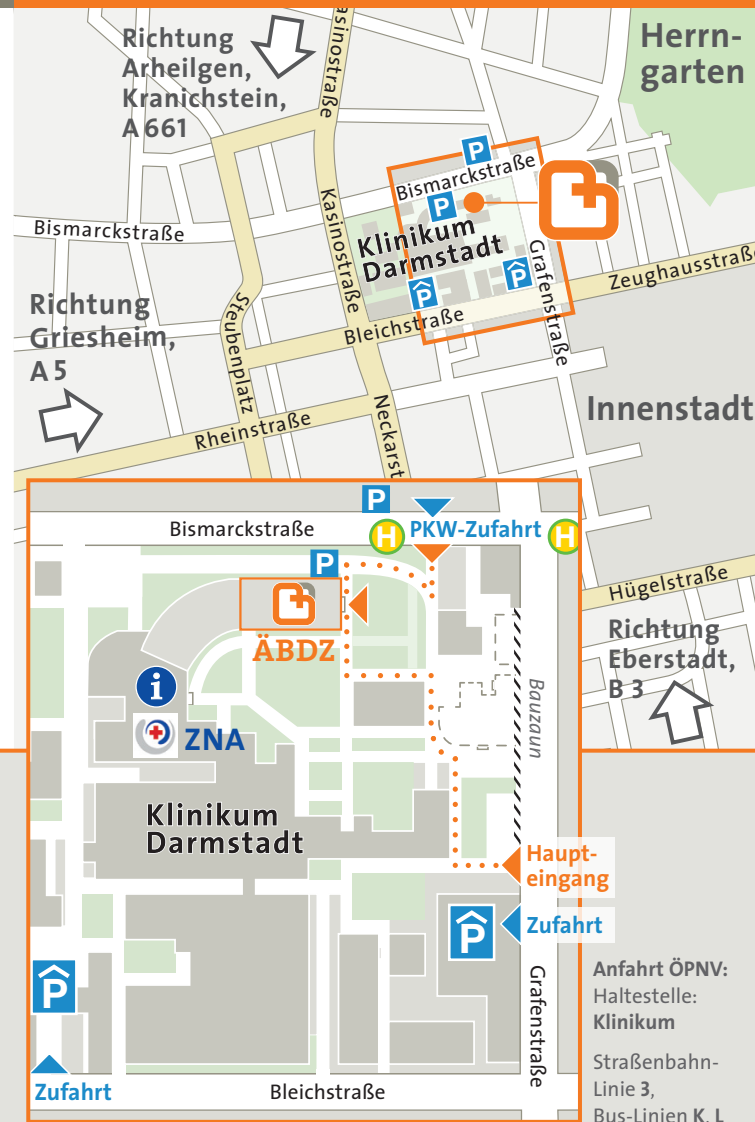 Richtung
Arheilgen,
Kranichstein,
A 661
Kasinostraße
Herrn-
garten
P
Bismarckstraße
P
Bismarckstraße
Kasinostraße
Klinikum
Darmstadt
P
P
Grafenstraße
Zeughausstraße
Richtung
Griesheim,
A 5
Steubenplatz
Bleichstraße
Rheinstraße
Neckarst
Innenstadt
P
Bismarckstraße
H
PKW-Zufahrt
H
P
ÄBDZ
Hügelstraße
Richtung
Eberstadt,
B 3
i
ZNA
Bauzaun
Klinikum
Darmstadt
Haupt-
eingang
P
Zufahrt
P
Grafenstraße
Zufahrt
Bleichstraße
Anfahrt ÖPNV:
Haltestelle:
Klinikum
Straßenbahn-
Linie 3,
Bus-Linien K, L